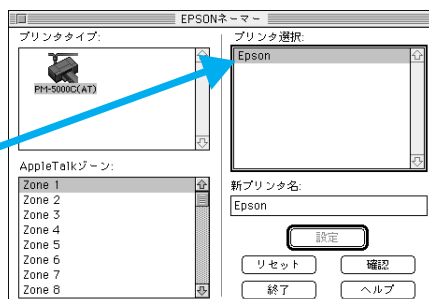 EPSONネーマー
プリンタタイプ:
PM-5000C(AT)
AppleTalkゾーン:
Zone 1
Zone 2
Zone 3
Zone 4
Zone 5
Zone 6
Zone 7
Zone 8
プリンタ選択:
Epson
新プリンタ名:
Epson
設定
リセット
確認
終了
ヘルプ